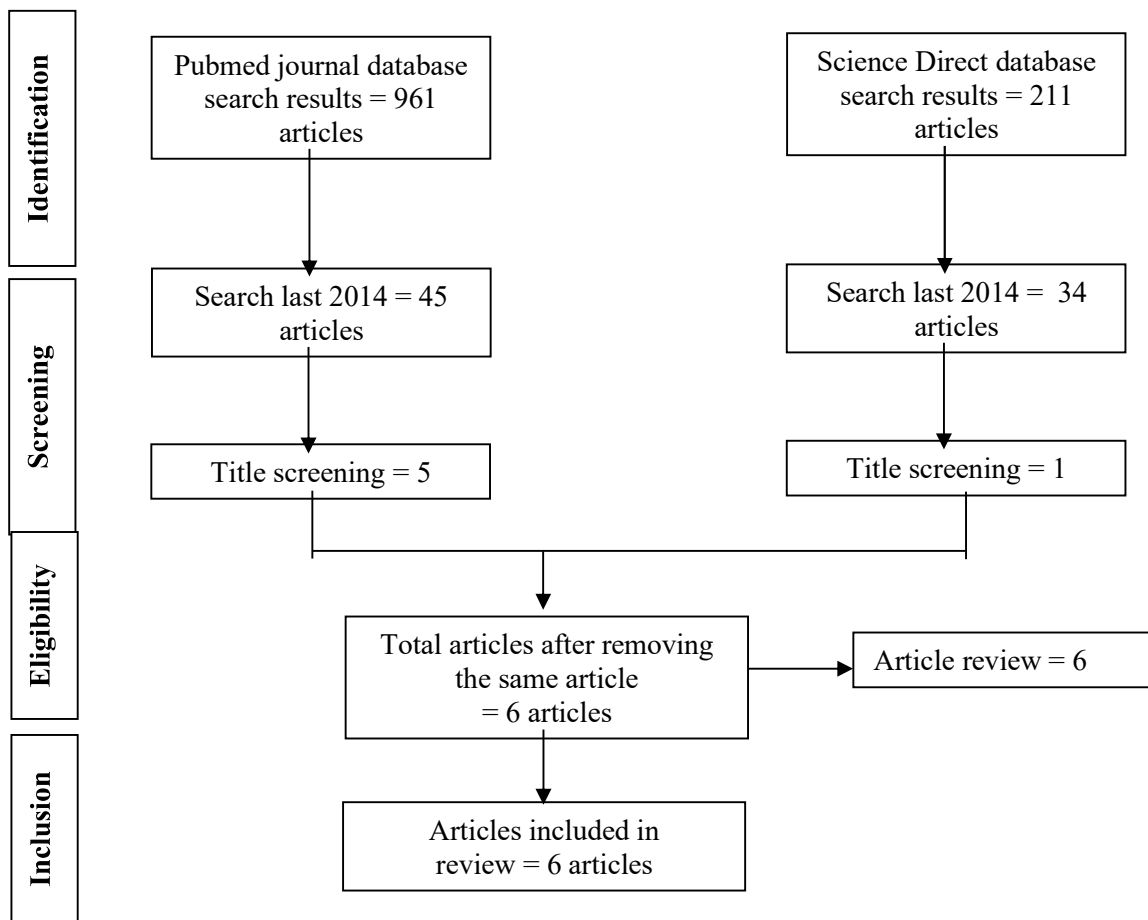 Identification
Pubmed journal database
search results = 961
articles
Science Direct database
search results = 211
articles
Screening
Search last 2014 = 45
articles
Search last 2014 =  34
articles
Title screening = 5
Title screening = 1
Eligibility
Total articles after removing
the same article
= 6 articles
Article review = 6
Inclusion
Articles included in
review = 6 articles